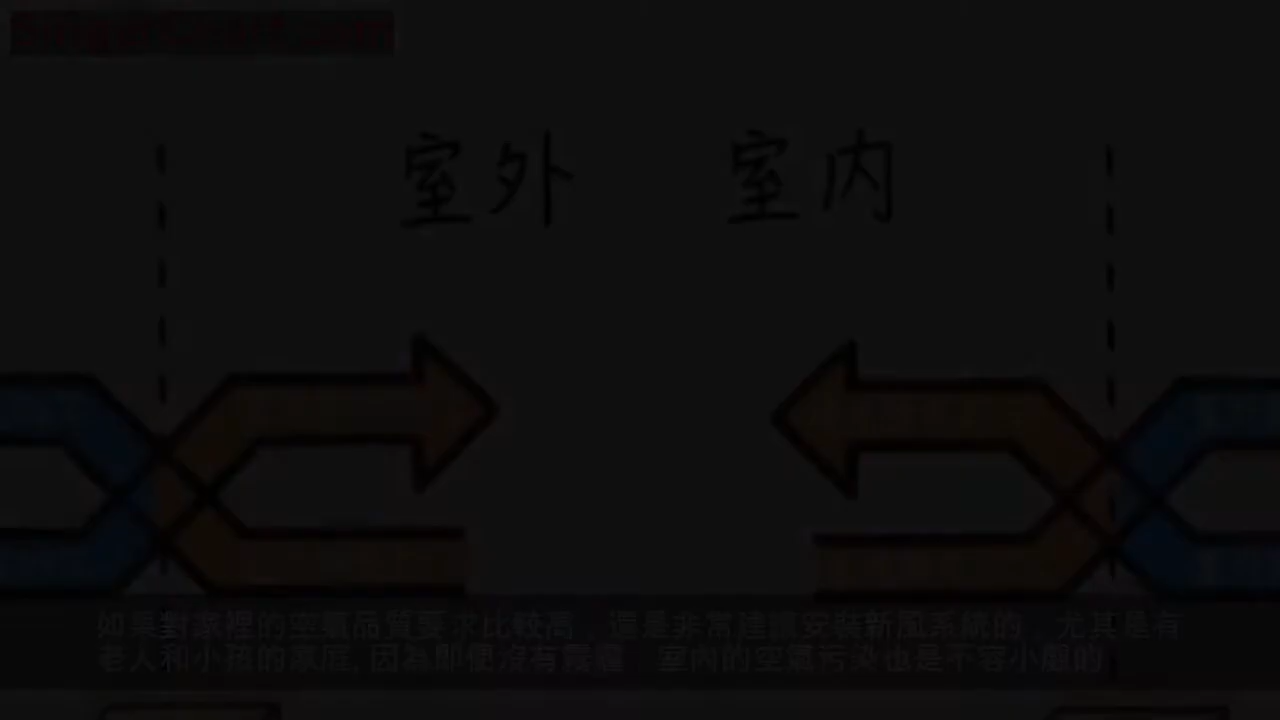 室外 室内
如果對家裡的空氣品質要求比較高，還是非常建議安裝新風系統的，尤其是有
老人和小孩的家庭, 因為即便沒有霧霾，室內的空氣污染也是不容小覷的